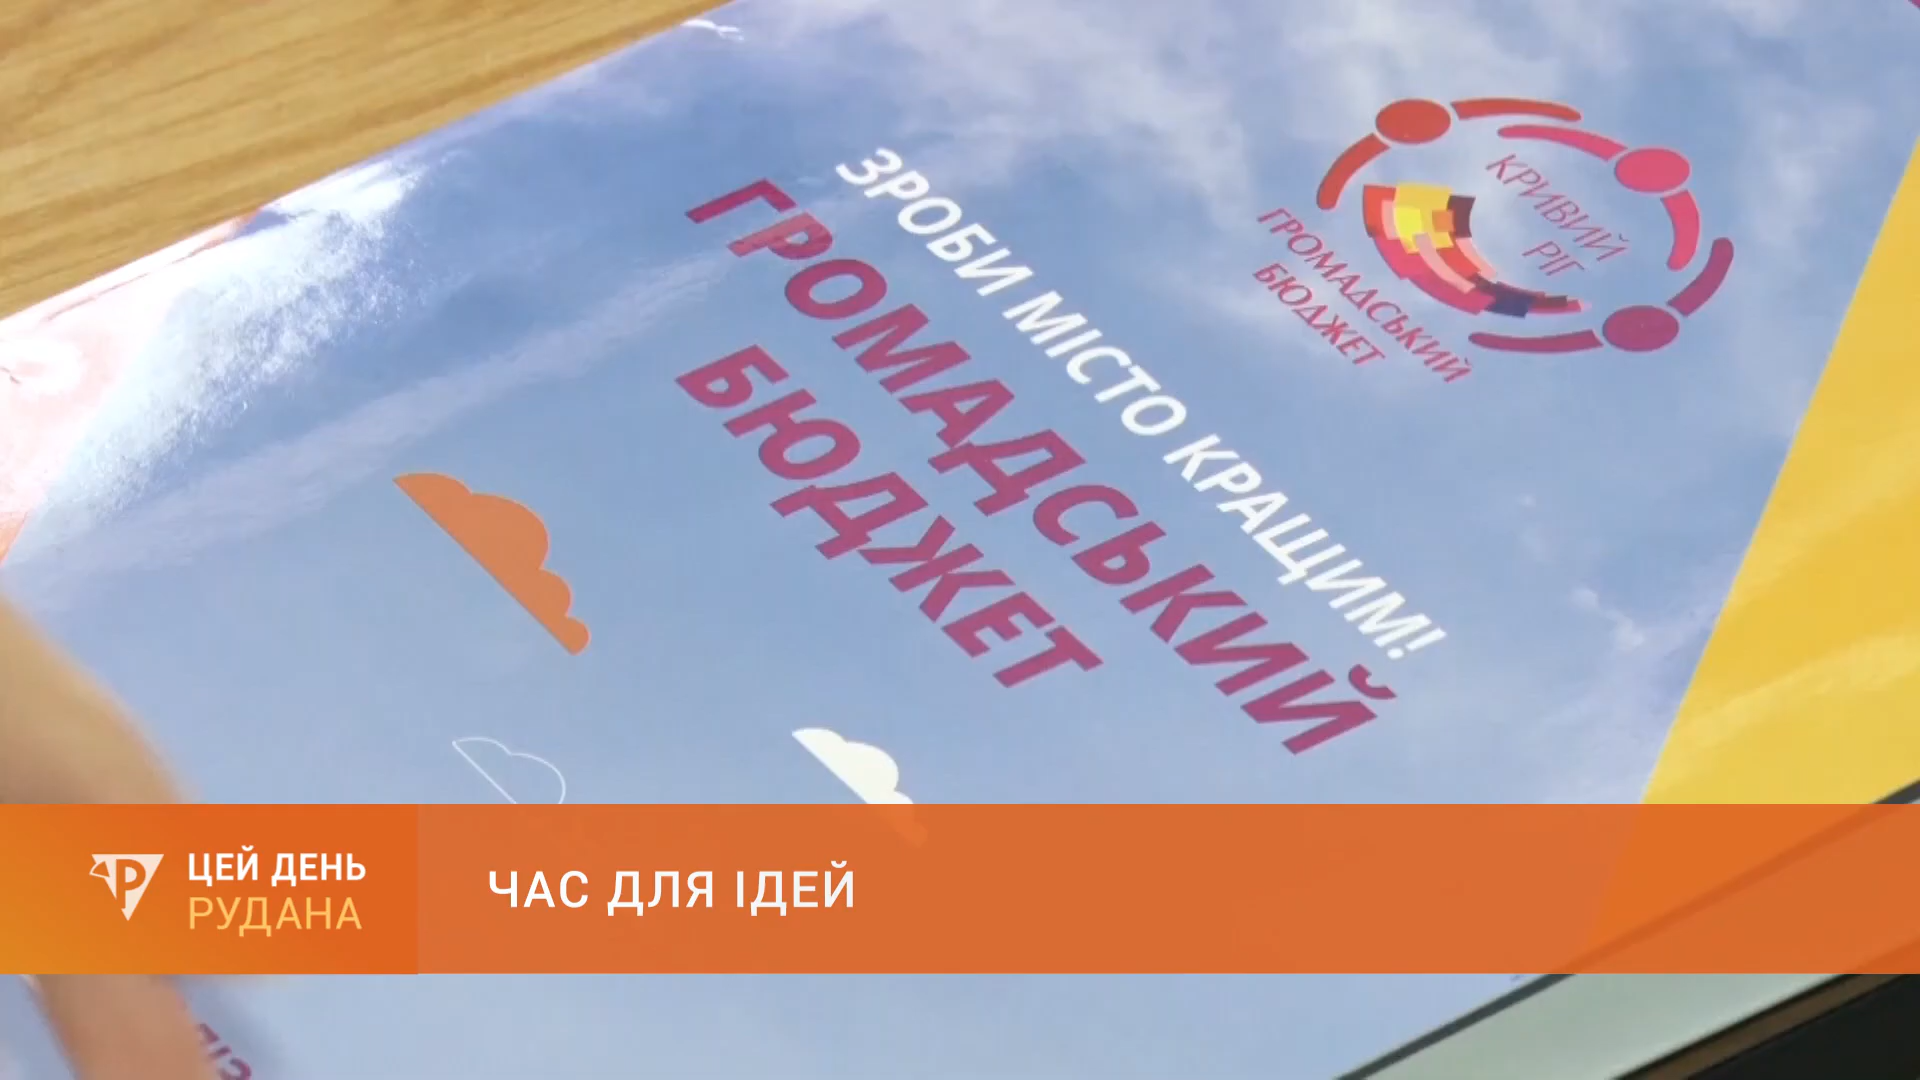 КРИВИЙ
РІГ
ГРОМАДСЬКИЙ
БЮДЖЕТ
ЗРОБИ МІСТО КРАЩИМ!
ГРОМАДСЬКИЙ
БЮДЖЕТ
ЦЕЙ ДЕНЬ
РУДАНА
ЧАС ДЛЯ ІДЕЙ